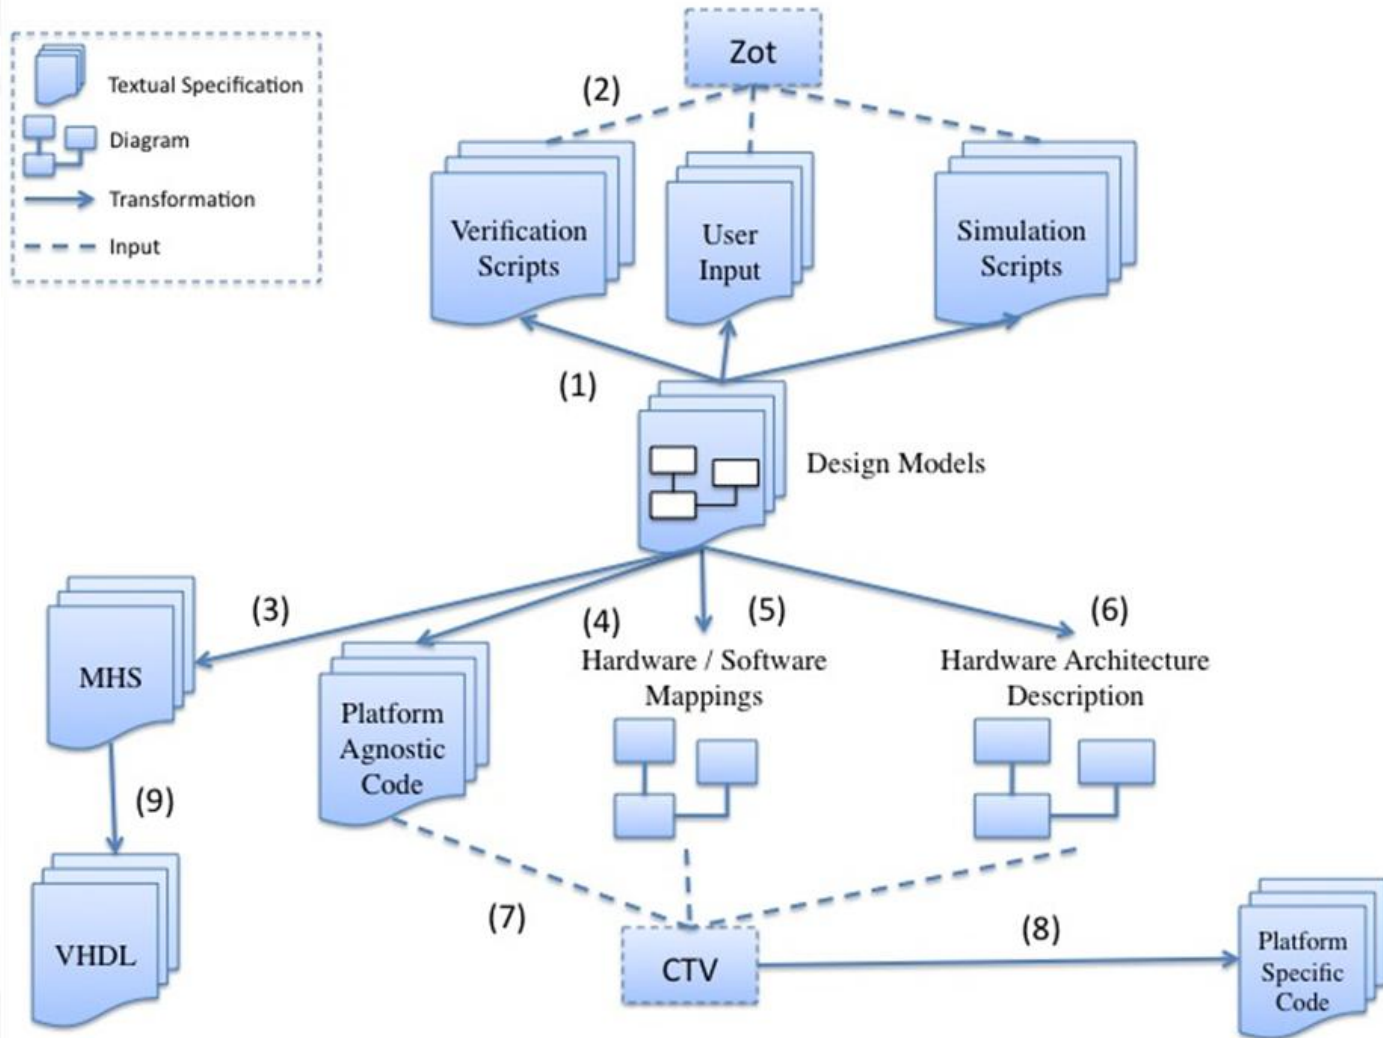 Zot
Textual Specification
Diagram
Transformation
Input
(2)
Verification
Scripts
User
Input
Simulation
Scripts
(1)
Design Models
(3)
(4)
(5)
(6)
MHS
Hardware / Software
Mappings
Hardware Architecture
Description
Platform
Agnostic
Code
(9)
(7)
VHDL
CTV
(8)
Platform
Specific
Code